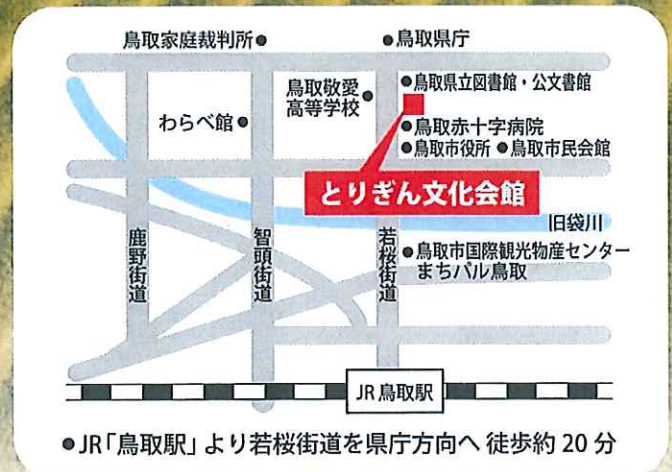 鳥取家庭裁判所●
●鳥取県庁
●鳥取県立図書館・公文書館
鳥取敬愛
高等学校●
わらべ館●
●鳥取赤十字病院
●鳥取市役所 ●鳥取市民会館
とりぎん文化会館
旧袋川
鹿野街道
智頭街道
若桜街道
●鳥取市国際観光物産センター
まちパル鳥取
JR鳥取駅
●JR「鳥取駅」より若桜街道を県庁方向へ 徒歩約20分